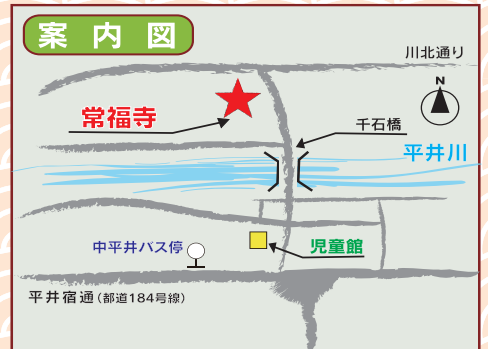 案内図
川北通り
N
常福寺
千石橋
平井川
児童館
中平井バス停
平井宿通(都道184号線)